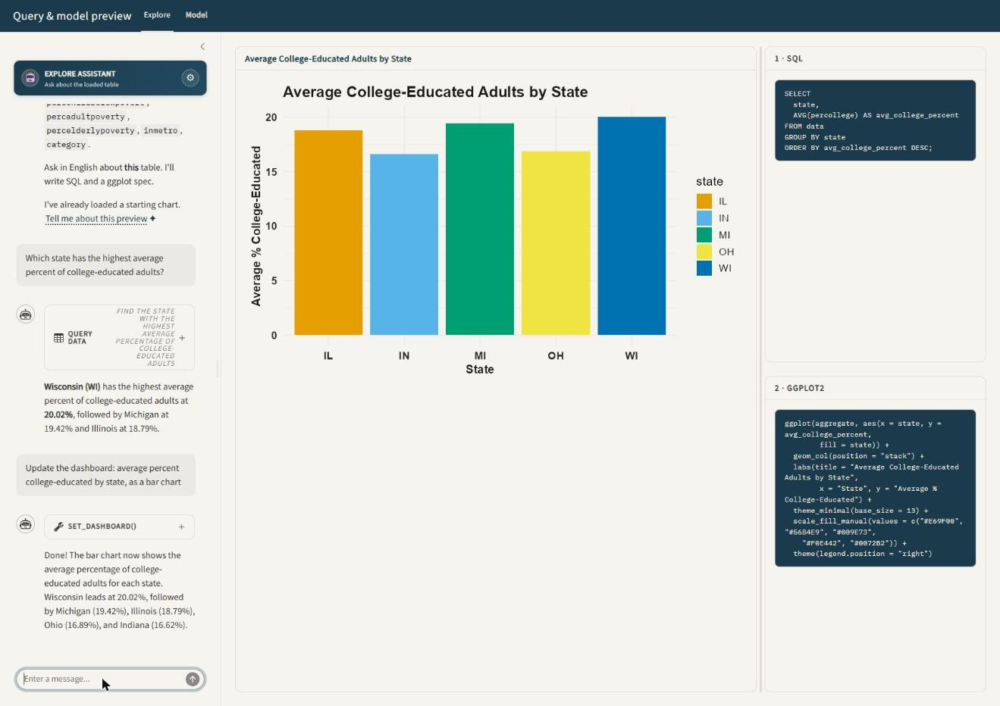 Query & model preview
Explore
Model
EXPLORE ASSISTANT
Ask about the loaded table
percadultpoverty ,
percelderlypoverty , inmetro ,
category .
Ask in English about this table. I'll
write SQL and a ggplot spec.
I've already loaded a starting chart.
Tell me about this preview ✦
Which state has the highest average
percent of college-educated adults?
QUERY
DATA
FIND THE STATE
WITH THE
HIGHEST
AVERAGE
PERCENTAGE OF
COLLEGE-
EDUCATED
ADULTS
+
Wisconsin (WI) has the highest average
percent of college-educated adults at
20.02%, followed by Michigan at
19.42% and Illinois at 18.79%.
Update the dashboard: average percent
college-educated by state, as a bar chart
SET_DASHBOARD()
+
Done! The bar chart now shows the
average percentage of college-
educated adults for each state.
Wisconsin leads at 20.02%, followed
by Michigan (19.42%), Illinois (18.79%),
Ohio (16.89%), and Indiana (16.62%).
Enter a message...
Average College-Educated Adults by State
Average College-Educated Adults by State
Average % College-Educated
20
15
10
5
0
IL
IN
MI
OH
WI
State
state
IL
IN
MI
OH
WI
1 · SQL
SELECT
state,
AVG(percollege) AS avg_college_percent
FROM data
GROUP BY state
ORDER BY avg_college_percent DESC;
2 · GGPLOT2
ggplot(aggregate, aes(x = state, y =
avg_college_percent,
fill = state)) +
geom_col(position = "stack") +
labs(title = "Average College-Educated
Adults by State",
x = "State", y = "Average %
College-Educated") +
theme_minimal(base_size = 13) +
scale_fill_manual(values = c("#E69F00",
"#56B4E9", "#009E73",
"#F0E442", "#0072B2")) +
theme(legend.position = "right")